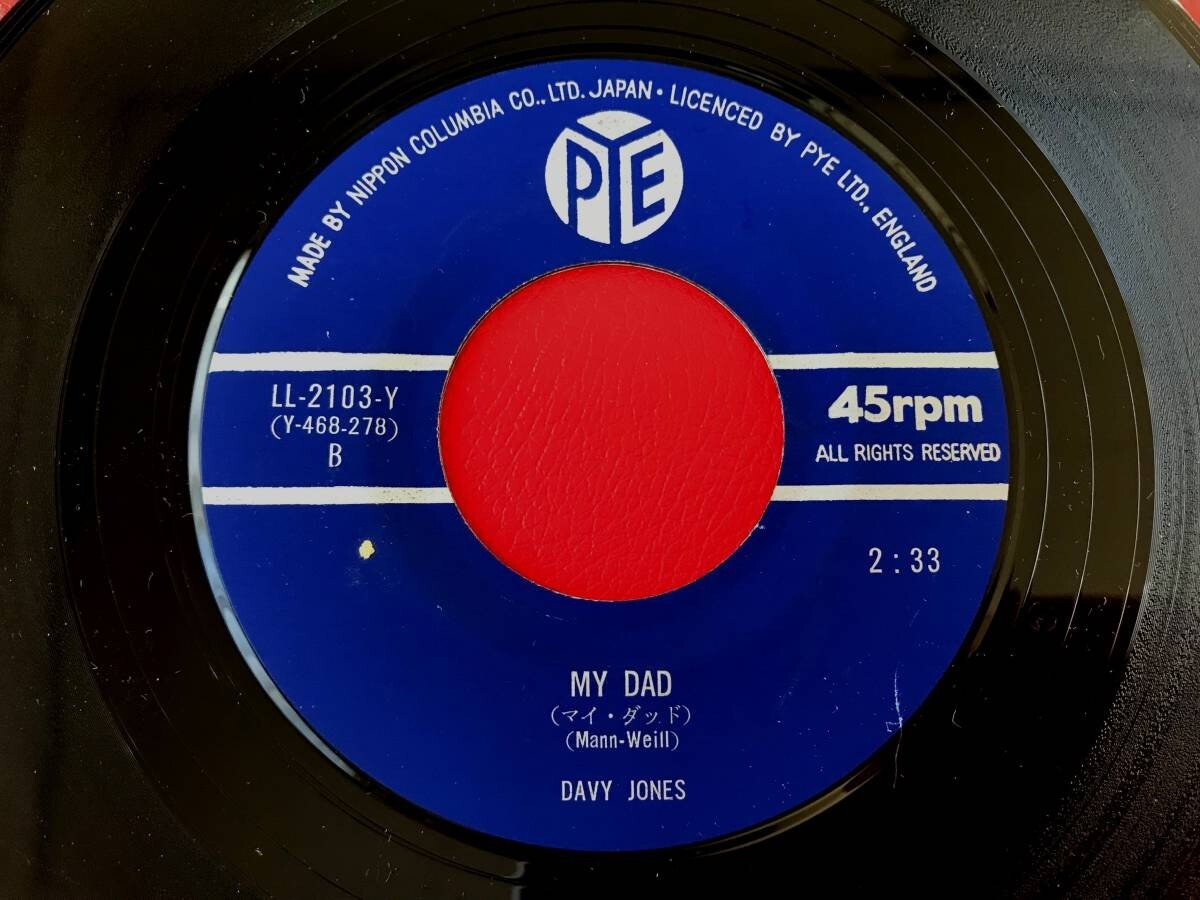 MADE BY NIPPON COLUMBIA CO., LTD. JAPAN • LICENCED BY PYE LTD., ENGLAND
PYE
LL-2103-Y
(Y-468-278)
B
45rpm
ALL RIGHTS RESERVED
2 : 33
MY DAD
(マイ・ダッド)
(Mann-Weill)
DAVY JONES